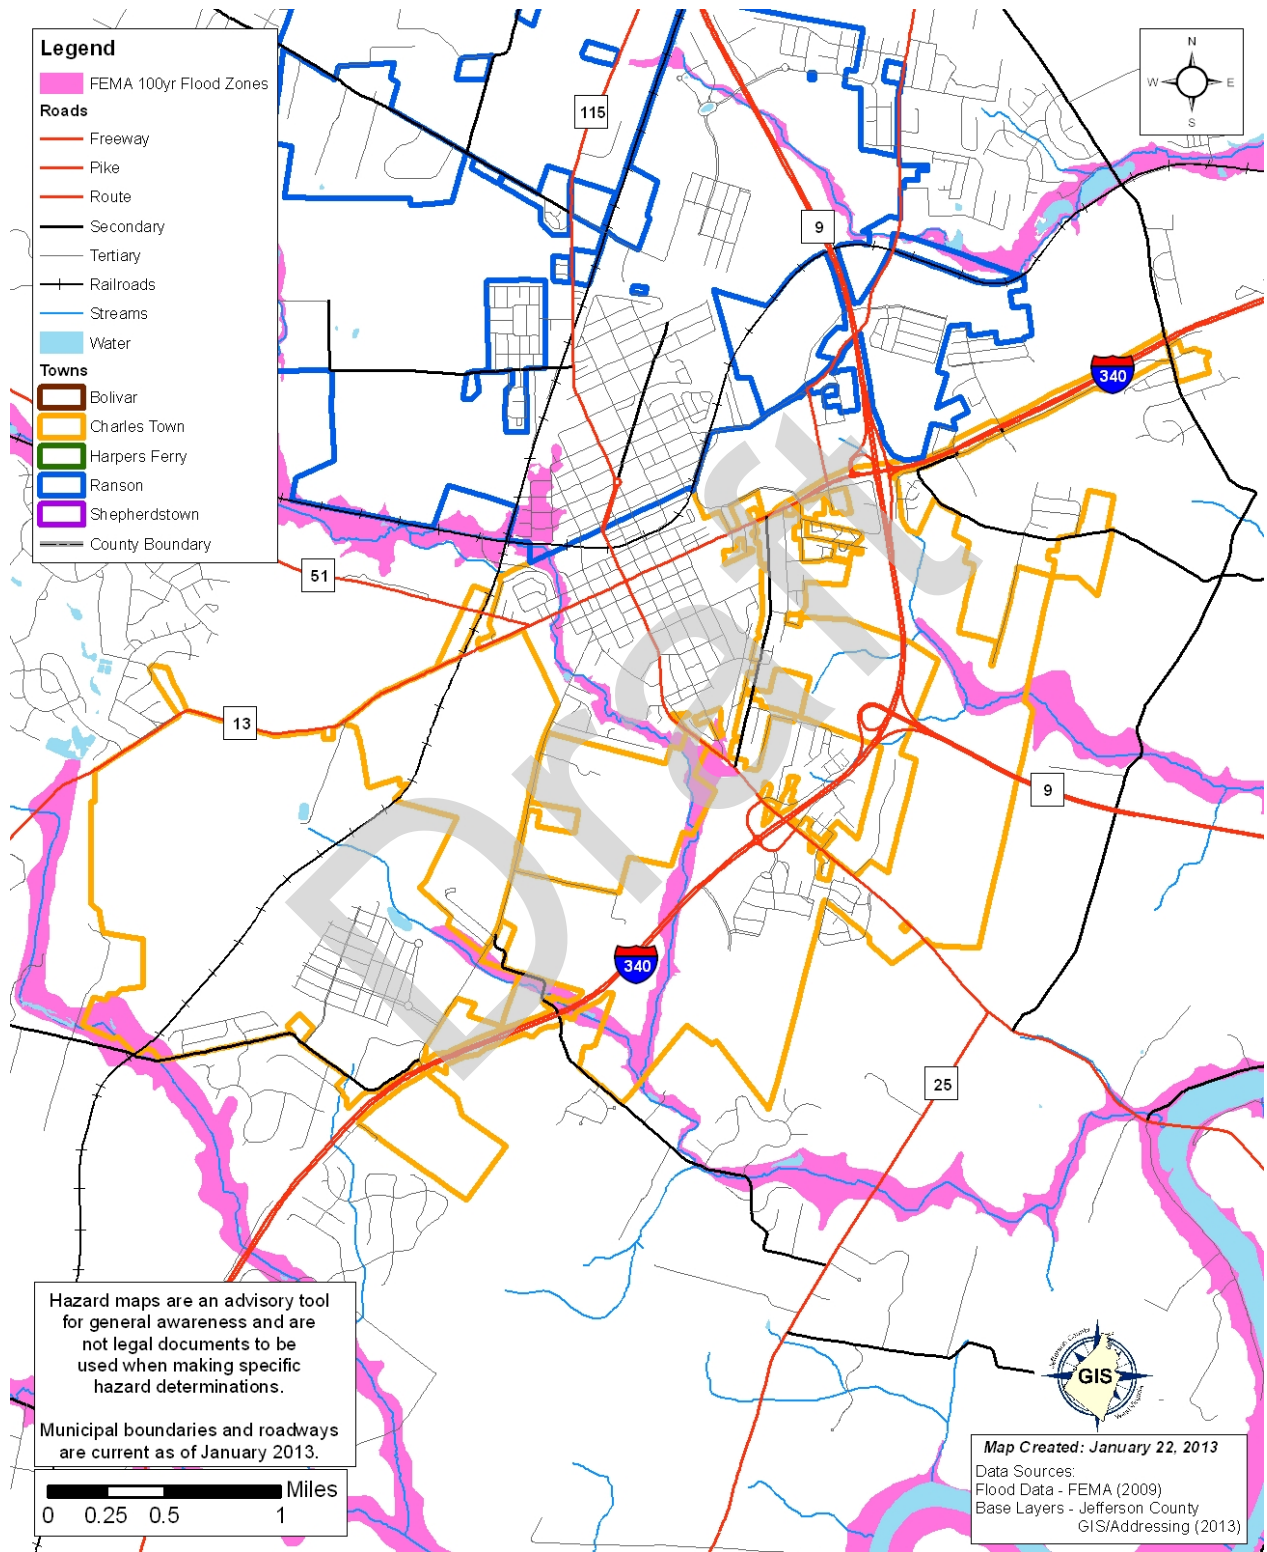 Legend
FEMA 100yr Flood Zones
Roads
Freeway
Pike
Route
Secondary
Tertiary
Railroads
Streams
Water
Towns
Bolivar
Charles Town
Harpers Ferry
Ranson
Shepherdstown
County Boundary
N
W E
S
115
9
340
51
13
9
340
25
Draft
Hazard maps are an advisory tool
for general awareness and are
not legal documents to be
used when making specific
hazard determinations.
Municipal boundaries and roadways
are current as of January 2013.
Miles
0 0.25 0.5 1
Jefferson County
GIS
West Virginia
Map Created: January 22, 2013
Data Sources:
Flood Data - FEMA (2009)
Base Layers - Jefferson County
GIS/Addressing (2013)